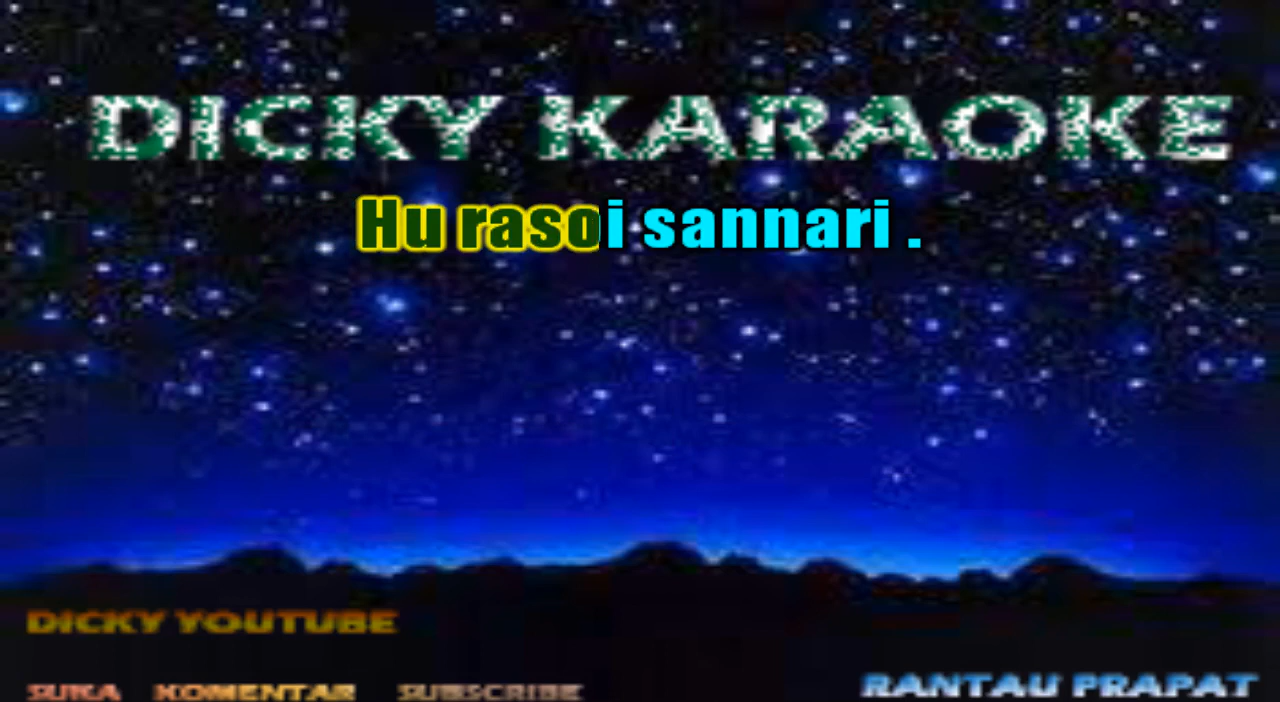 DICKY KARAOKE
Hu rasoi sannari .
DICKY YOUTUBE
SUKA KOMENTAR SUBSCRIBE
RANTAU PRAPAT